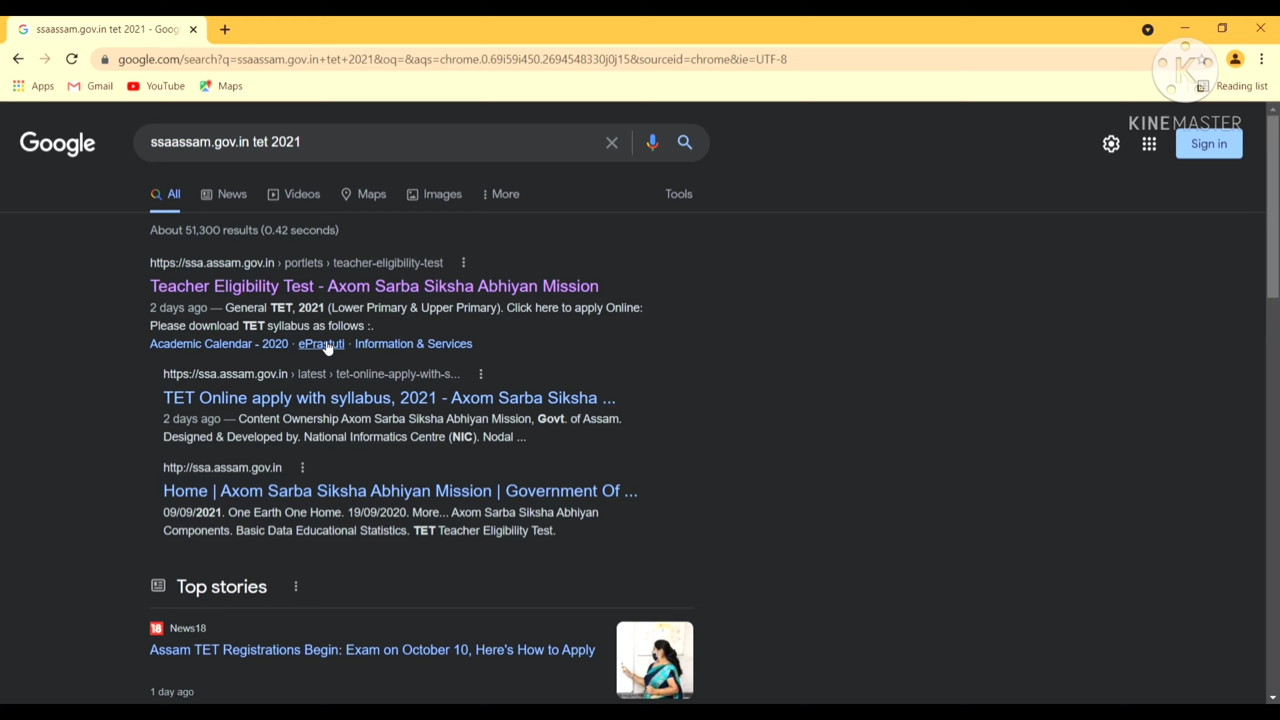 ssaassam.gov.in tet 2021 - Goog
google.com/search?q=ssaassam.gov.in+tet+2021&oq=&aqs=chrome.0.69i59i450.2694548330j0j15&sourceid=chrome&ie=UTF-8
Apps Gmail YouTube Maps Reading list
K
KINEMASTER
Google ssaassam.gov.in tet 2021 Sign in
All News Videos Maps Images More Tools
About 51,300 results (0.42 seconds)
https://ssa.assam.gov.in › portlets › teacher-eligibility-test
Teacher Eligibility Test - Axom Sarba Siksha Abhiyan Mission
2 days ago — General TET, 2021 (Lower Primary & Upper Primary). Click here to apply Online:
Please download TET syllabus as follows :.
Academic Calendar - 2020 · ePrastuti · Information & Services
https://ssa.assam.gov.in › latest › tet-online-apply-with-s...
TET Online apply with syllabus, 2021 - Axom Sarba Siksha ...
2 days ago — Content Ownership Axom Sarba Siksha Abhiyan Mission, Govt. of Assam.
Designed & Developed by. National Informatics Centre (NIC). Nodal ...
http://ssa.assam.gov.in
Home | Axom Sarba Siksha Abhiyan Mission | Government Of ...
09/09/2021. One Earth One Home. 19/09/2020. More... Axom Sarba Siksha Abhiyan
Components. Basic Data Educational Statistics. TET Teacher Eligibility Test.
Top stories
18 News18
Assam TET Registrations Begin: Exam on October 10, Here's How to Apply
1 day ago